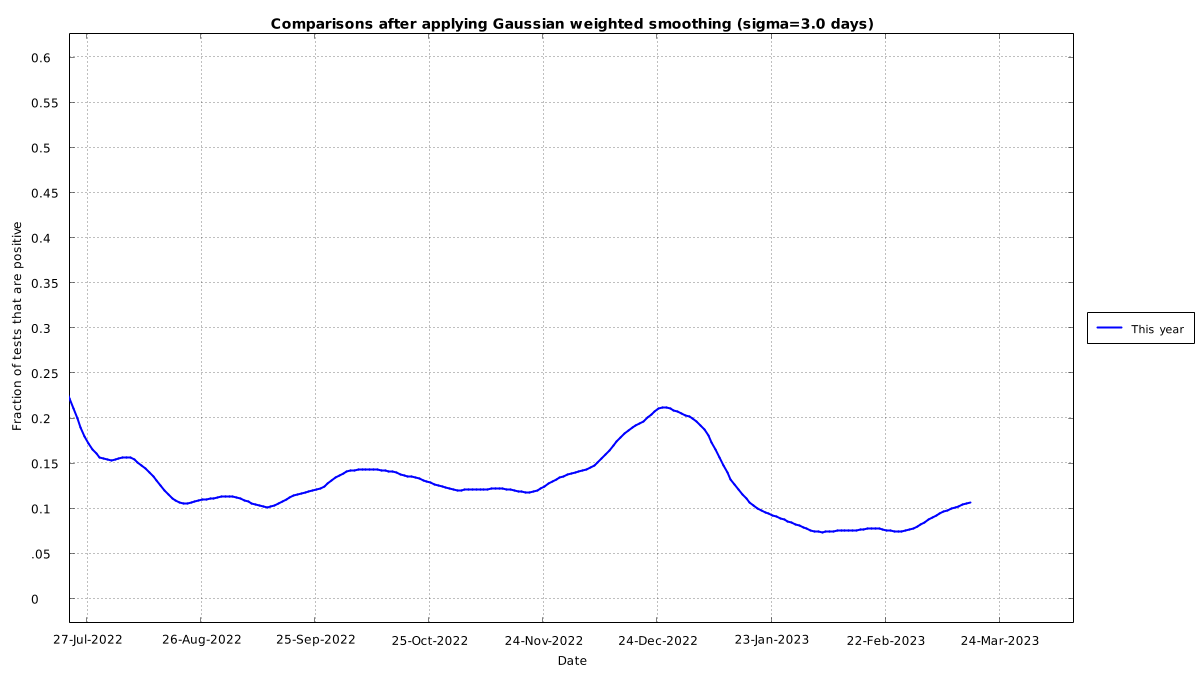 Comparisons after applying Gaussian weighted smoothing (sigma=3.0 days)
0.6
0.55
0.5
0.45
0.4
0.35
0.3
0.25
0.2
0.15
0.1
.05
0
Fraction of tests that are positive
27-Jul-2022 26-Aug-2022 25-Sep-2022 25-Oct-2022 24-Nov-2022 24-Dec-2022 23-Jan-2023 22-Feb-2023 24-Mar-2023
Date
This year